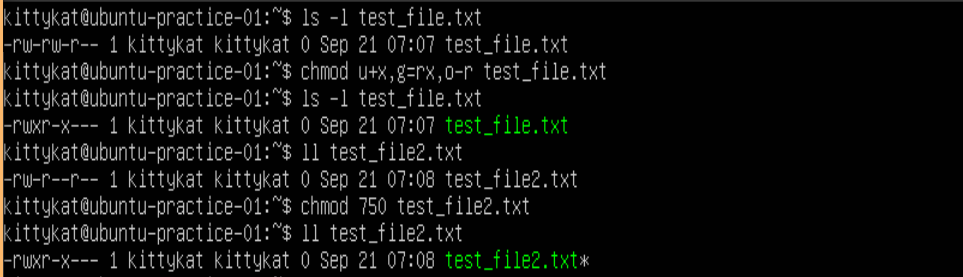 kittykat@ubuntu-practice-01:~$ ls -l test_file.txt
-rw-rw-r-- 1 kittykat kittykat 0 Sep 21 07:07 test_file.txt
kittykat@ubuntu-practice-01:~$ chmod u+x,g=rx,o-r test_file.txt
kittykat@ubuntu-practice-01:~$ ls -l test_file.txt
-rwxr-x--- 1 kittykat kittykat 0 Sep 21 07:07 test_file.txt
kittykat@ubuntu-practice-01:~$ ll test_file2.txt
-rw-r--r-- 1 kittykat kittykat 0 Sep 21 07:08 test_file2.txt
kittykat@ubuntu-practice-01:~$ chmod 750 test_file2.txt
kittykat@ubuntu-practice-01:~$ ll test_file2.txt
-rwxr-x--- 1 kittykat kittykat 0 Sep 21 07:08 test_file2.txt*